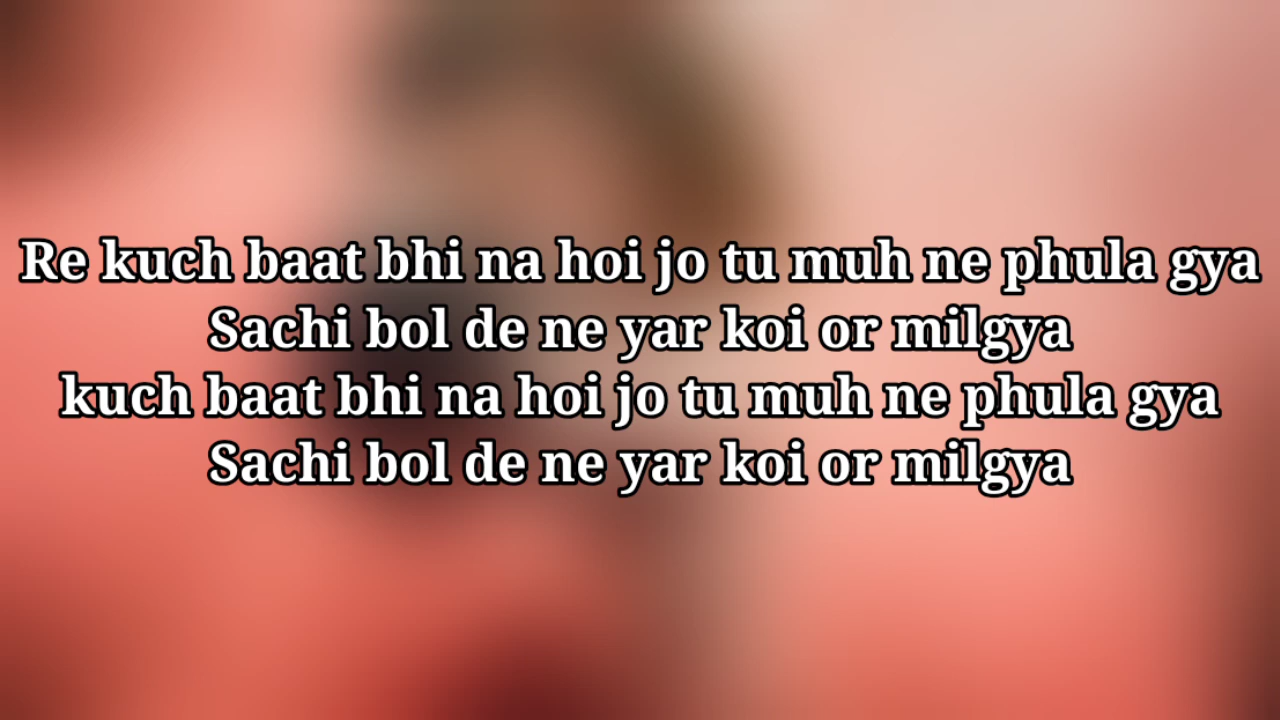 Re kuch baat bhi na hoi jo tu muh ne phula gya
Sachi bol de ne yar koi or milgya
kuch baat bhi na hoi jo tu muh ne phula gya
Sachi bol de ne yar koi or milgya